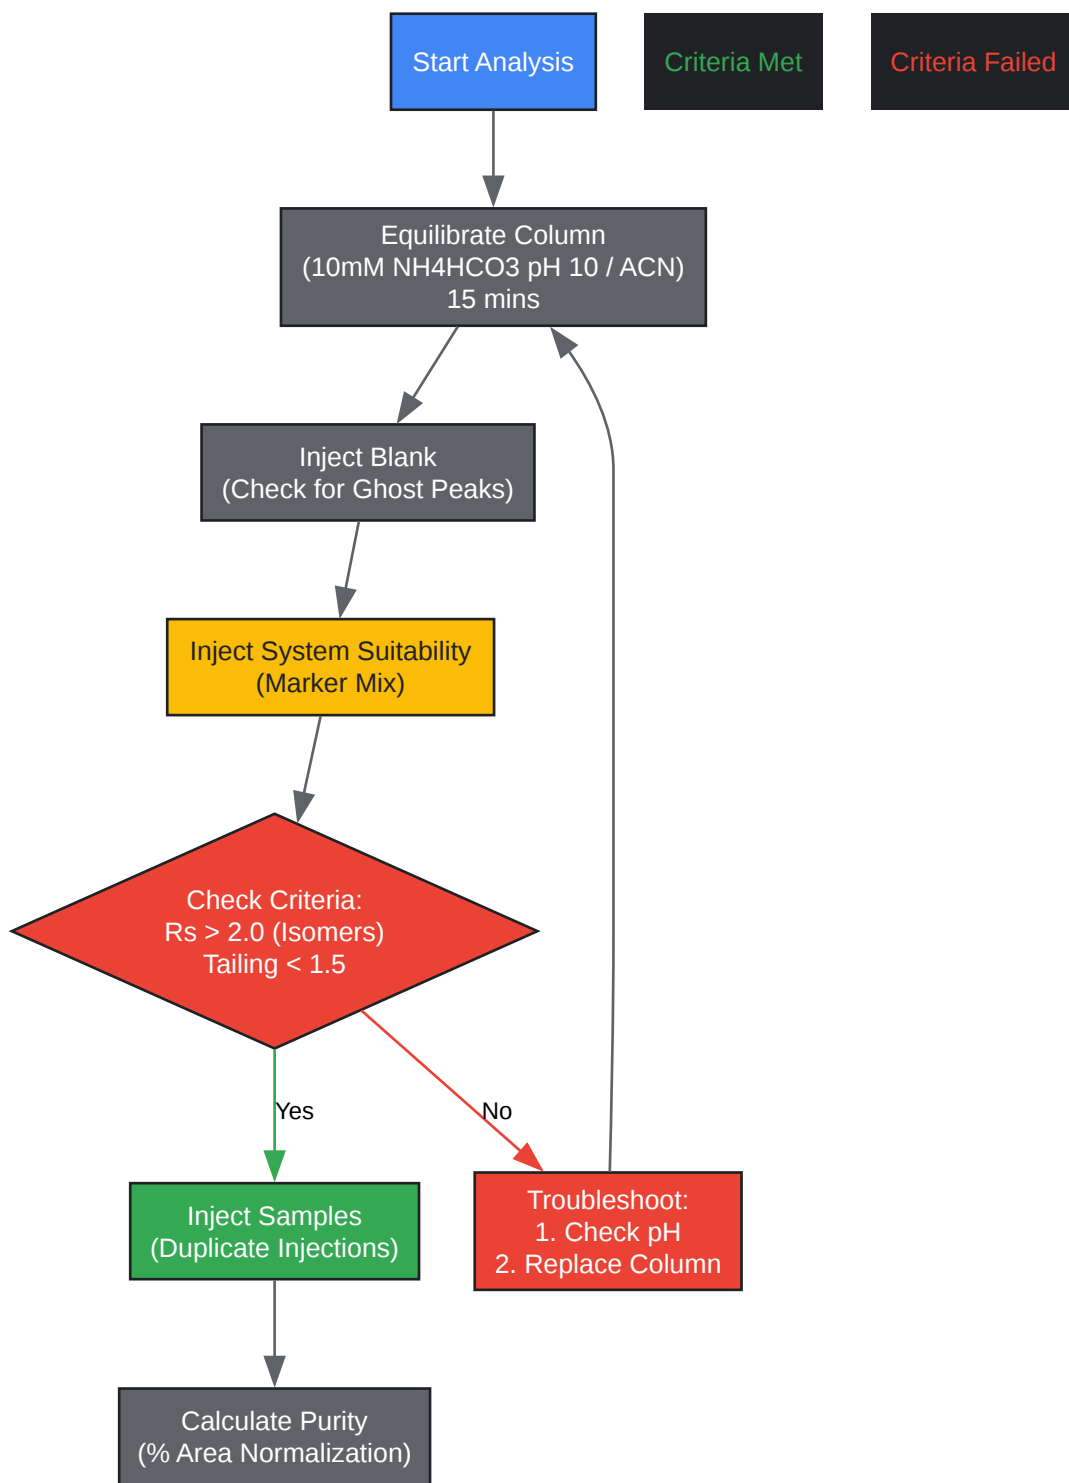 Start Analysis
Criteria Met
Criteria Failed
Equilibrate Column
(10mM NH4HCO3 pH 10 / ACN)
15 mins
Inject Blank
(Check for Ghost Peaks)
Inject System Suitability
(Marker Mix)
Check Criteria:
Rs > 2.0 (Isomers)
Tailing < 1.5
Yes
No
Inject Samples
(Duplicate Injections)
Troubleshoot:
1. Check pH
2. Replace Column
Calculate Purity
(% Area Normalization)